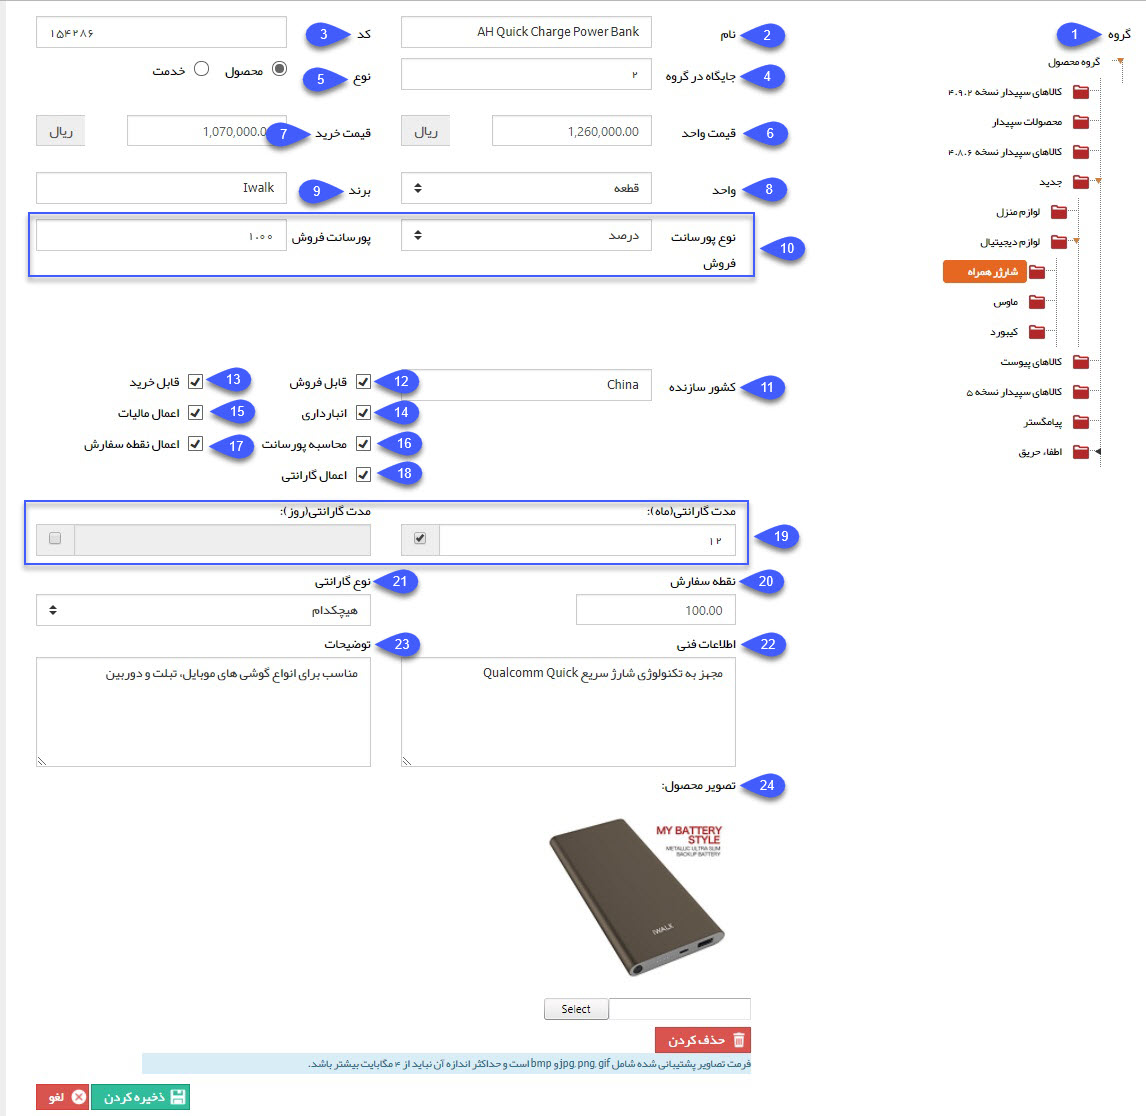 گروه 1
گروه محصول
کالاهای سپیدار نسخه ۴.۹.۲
محصولات سپیدار
کالاهای سپیدار نسخه ۴.۸.۶
جدید
لوازم منزل
لوازم دیجیتیال
شارژر همراه
ماوس
کیبورد
کالاهای پیوست
کالاهای سپیدار نسخه ۵
پیامگستر
اطفاء حریق
2 نام AH Quick Charge Power Bank 3 کد ۱۵۴۲۸۶
4 جایگاه در گروه ۲ 5 نوع محصول خدمت
6 قیمت واحد 1,260,000.00 ریال 7 قیمت خرید 1,070,000.0 ریال
8 واحد قطعه 9 برند Iwalk
10 نوع پورسانت فروش درصد پورسانت فروش ۱.۰۰
11 کشور سازنده China 12 قابل فروش 13 قابل خرید
14 انبارداری 15 اعمال مالیات
16 محاسبه پورسانت 17 اعمال نقطه سفارش
18 اعمال گارانتی
19 مدت گارانتی(ماه): مدت گارانتی(روز):
۱۲
20 نقطه سفارش 21 نوع گارانتی
100.00 هیچکدام
22 اطلاعات فنی 23 توضیحات
مجهز به تکنولوژی شارژ سریع Qualcomm Quick مناسب برای انواع گوشی های موبایل، تبلت و دوربین
24 تصویر محصول:
MY BATTERY
STYLE
METALLIC ULTRA SLIM
BACKUP BATTERY
IWALK
Select
حذف کردن
فرمت تصاویر پشتیبانی شده شامل jpg, png, gif و bmp است و حداکثر اندازه آن نباید از ۴ مگابایت بیشتر باشد.
ذخیره کردن لغو